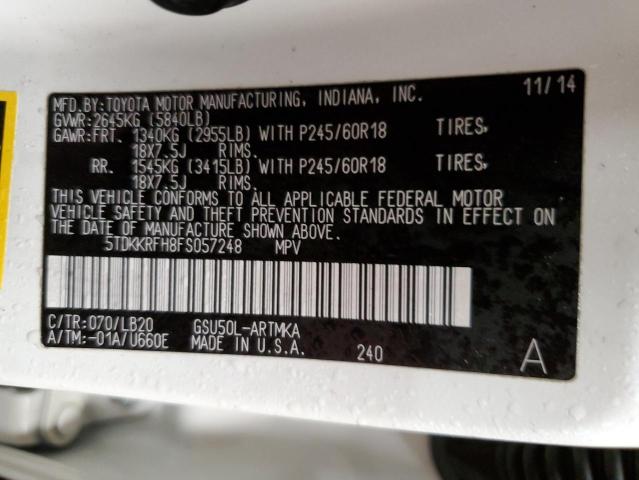 11/14
MFD.BY:TOYOTA MOTOR MANUFACTURING, INDIANA, INC.
GVWR:2645KG (5840LB)
GAWR:FRT. 1340KG (2955LB) WITH P245/60R18 TIRES,
18X7.5J RIMS.
RR. 1545KG (3415LB) WITH P245/60R18 TIRES,
18X7.5J RIMS.
THIS VEHICLE CONFORMS TO ALL APPLICABLE FEDERAL MOTOR
VEHICLE SAFETY AND THEFT PREVENTION STANDARDS IN EFFECT ON
THE DATE OF MANUFACTURE SHOWN ABOVE.
5TDKKRFH8FS057248 MPV
C/TR:070/LB20 GSU50L-ARTMKA
A/TM:-01A/U660E MADE IN U.S.A. 240 A